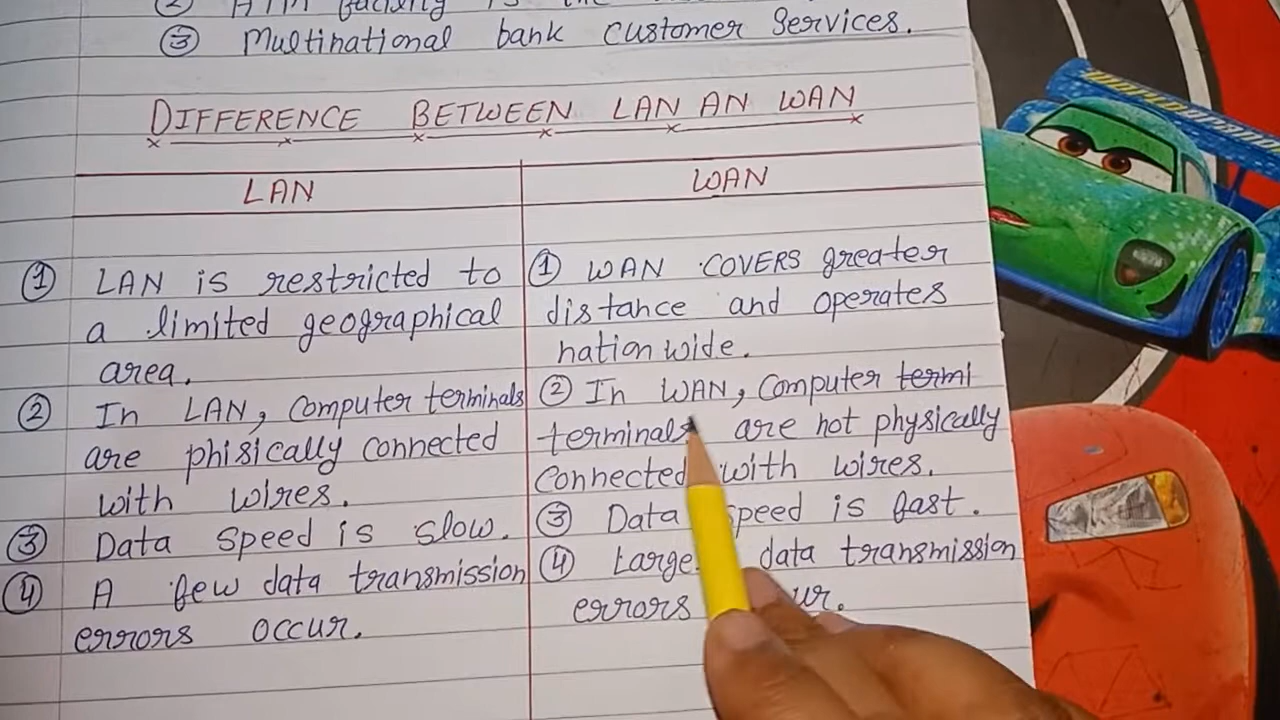 ③ Multinational bank customer services.
DIFFERENCE BETWEEN LAN AN WAN
LAN
WAN
① LAN is restricted to
a limited geographical
area.
② In LAN, computer terminals
are phisically connected
with wires.
③ Data speed is slow.
④ A few data transmission
errors occur.
① WAN COVERS greater
distance and operates
nation wide.
② In WAN, computer termi
terminals are not physically
connected with wires.
③ Data speed is fast.
④ Large data transmission
errors